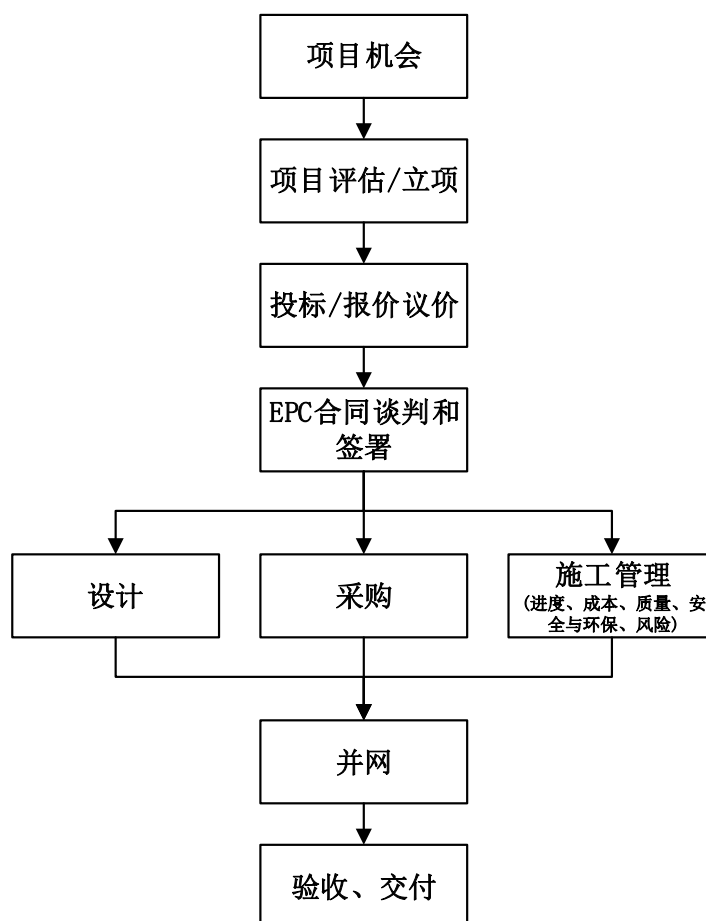 项目机会
项目评估/立项
投标/报价议价
EPC合同谈判和
签署
设计
采购
施工管理
(进度、成本、质量、安
全与环保、风险)
并网
验收、交付